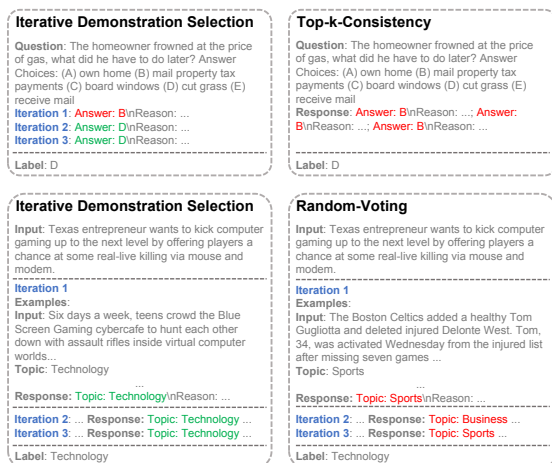 Iterative Demonstration Selection
Question: The homeowner frowned at the price
of gas, what did he have to do later? Answer
Choices: (A) own home (B) mail property tax
payments (C) board windows (D) cut grass (E)
receive mail
Iteration 1: Answer: B\nReason: ...
Iteration 2: Answer: D\nReason: ...
Iteration 3: Answer: D\nReason: ...
Label: D
Top-k-Consistency
Question: The homeowner frowned at the price
of gas, what did he have to do later? Answer
Choices: (A) own home (B) mail property tax
payments (C) board windows (D) cut grass (E)
receive mail
Response: Answer: B\nReason: ...; Answer:
B\nReason: ...; Answer: B\nReason: ...
Label: D
Iterative Demonstration Selection
Input: Texas entrepreneur wants to kick computer
gaming up to the next level by offering players a
chance at some real-live killing via mouse and
modem.
Iteration 1
Examples:
Input: Six days a week, teens crowd the Blue
Screen Gaming cybercafe to hunt each other
down with assault rifles inside virtual computer
worlds...
Topic: Technology
...
Response: Topic: Technology\nReason: ...
Iteration 2: ... Response: Topic: Technology ...
Iteration 3: ... Response: Topic: Technology ...
Label: Technology
Random-Voting
Input: Texas entrepreneur wants to kick computer
gaming up to the next level by offering players a
chance at some real-live killing via mouse and
modem.
Iteration 1
Examples:
Input: The Boston Celtics added a healthy Tom
Gugliotta and deleted injured Delonte West. Tom,
34, was activated Wednesday from the injured list
after missing seven games ...
Topic: Sports
...
Response: Topic: Sports\nReason: ...
Iteration 2: ... Response: Topic: Business ...
Iteration 3: ... Response: Topic: Sports ...
Label: Technology